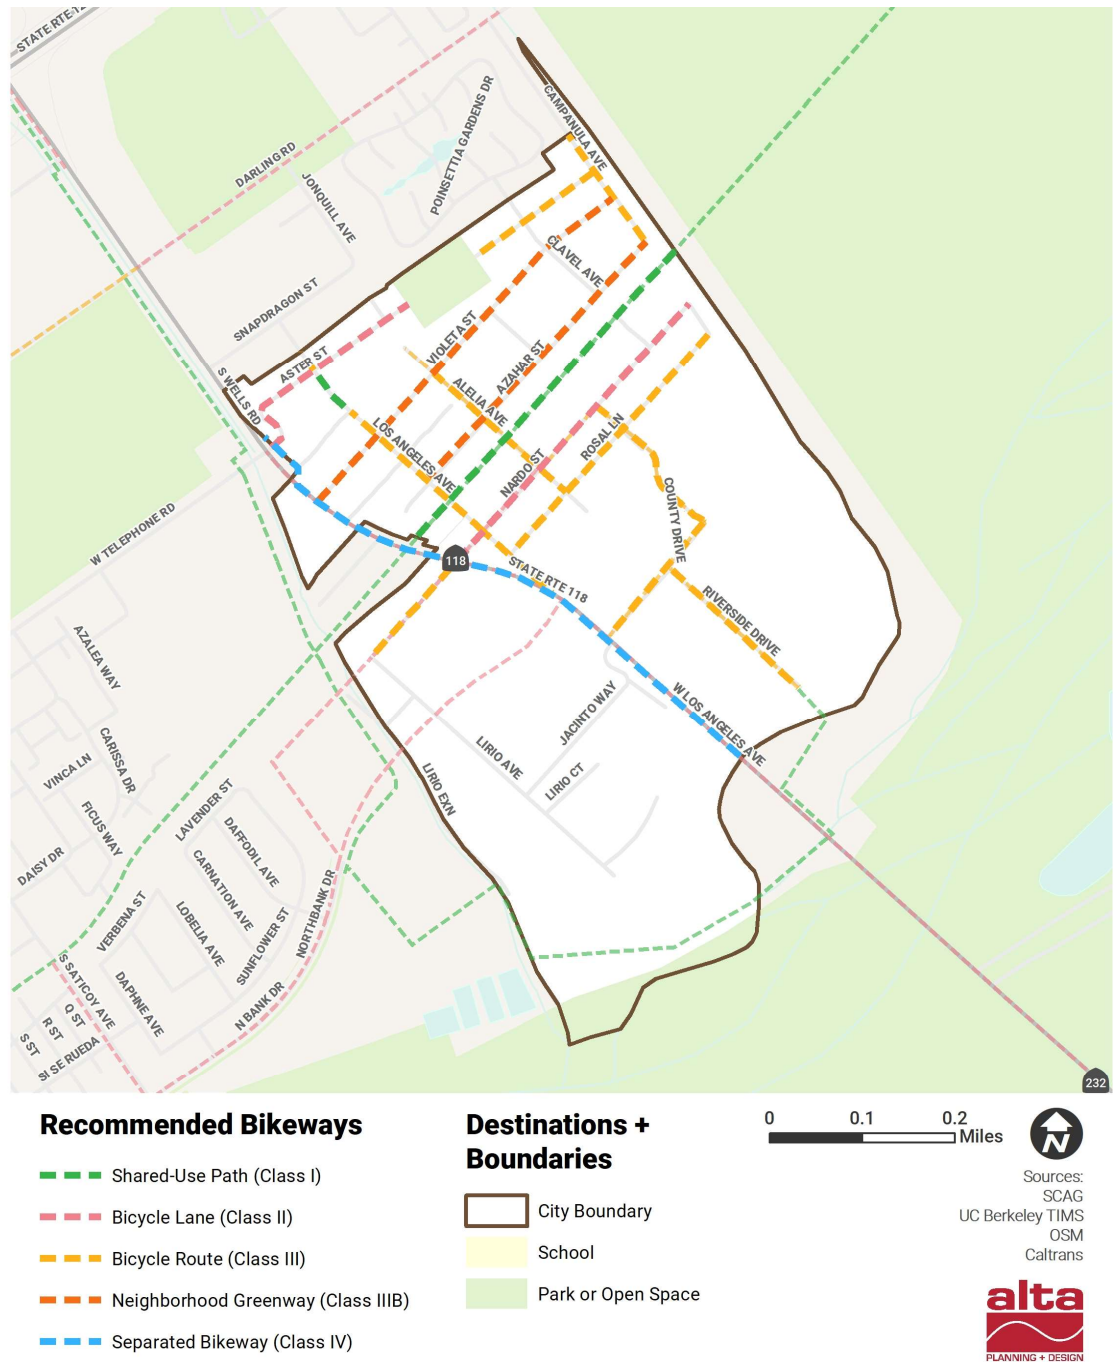 STATE RTE 12
DARLING RD
JONQUILL AVE
POINSETTIA GARDENS DR
CAMPANULA AVE
SNAPDRAGON ST
CLAVEL AVE
VIOLETA ST
ASTER ST
S WELLS RD
AZAHAR ST
ALELIA AVE
LOS ANGELES AVE
NARDO ST
ROSAL LN
COUNTY DRIVE
W TELEPHONE RD
118
STATE RTE 118
RIVERSIDE DRIVE
AZALEA WAY
W LOS ANGELES AVE
JACINTO WAY
LIRIO AVE
LIRIO CT
LIRIO EXN
CARISSA DR
VINCA LN
FICUS WAY
LAVENDER ST
DAFFODIL AVE
CARNATION AVE
DAISY DR
VERBENA ST
LOBELIA AVE
SUNFLOWER ST
NORTHBANK DR
S SATICOY AVE
DAPHNE AVE
N BANK DR
Q ST
R ST
S ST
SI SE RUEDA
232
Recommended Bikeways
Shared-Use Path (Class I)
Bicycle Lane (Class II)
Bicycle Route (Class III)
Neighborhood Greenway (Class IIIB)
Separated Bikeway (Class IV)
Destinations +
Boundaries
City Boundary
School
Park or Open Space
0 0.1 0.2
Miles
N
Sources:
SCAG
UC Berkeley TIMS
OSM
Caltrans
alta
PLANNING + DESIGN